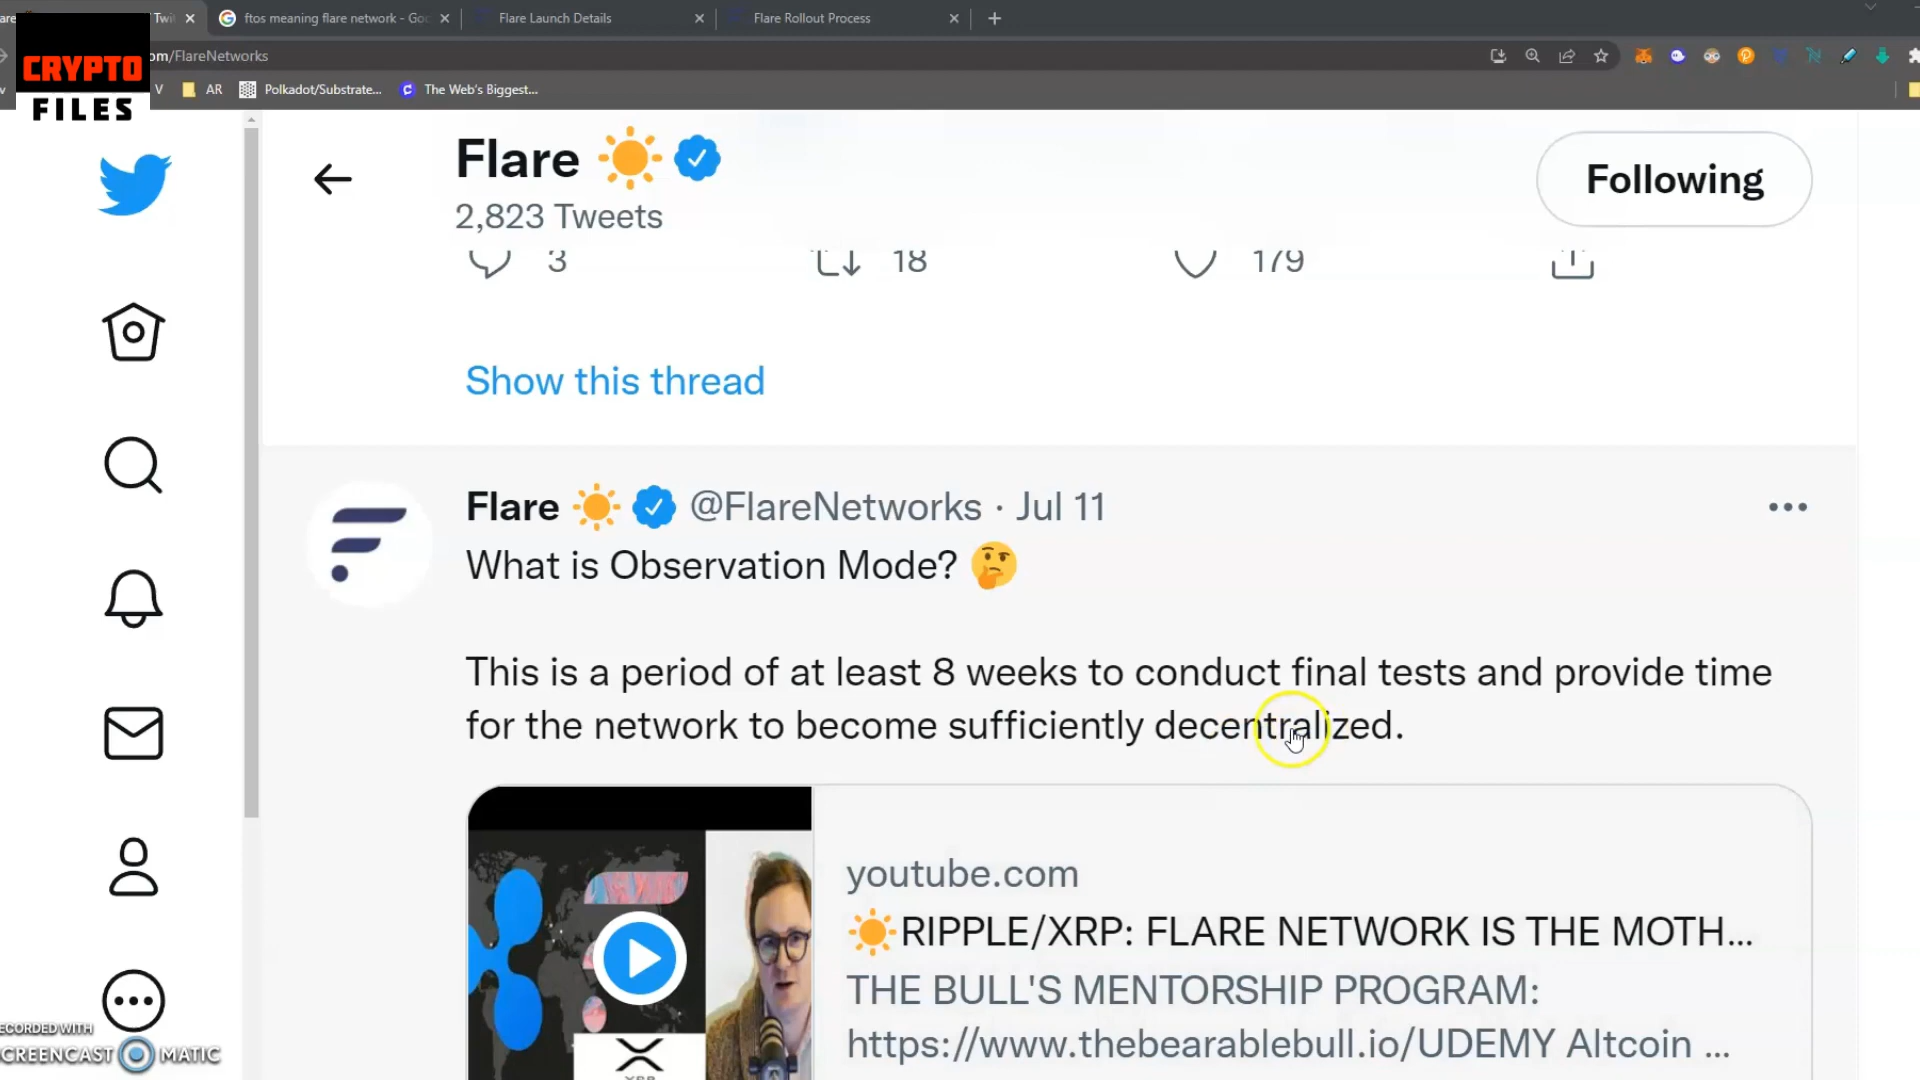 ftos meaning flare network - Goo
Flare Launch Details
Flare Rollout Process
om/FlareNetworks
CRYPTO
FILES
V
AR
Polkadot/Substrate...
The Web's Biggest...
Flare
2,823 Tweets
Following
3
18
179
Show this thread
Flare @FlareNetworks · Jul 11
What is Observation Mode?
This is a period of at least 8 weeks to conduct final tests and provide time
for the network to become sufficiently decentralized.
youtube.com
RIPPLE/XRP: FLARE NETWORK IS THE MOTH...
THE BULL'S MENTORSHIP PROGRAM:
https://www.thebearablebull.io/UDEMY Altcoin ...
ECORDED WITH
CREENCAST MATIC